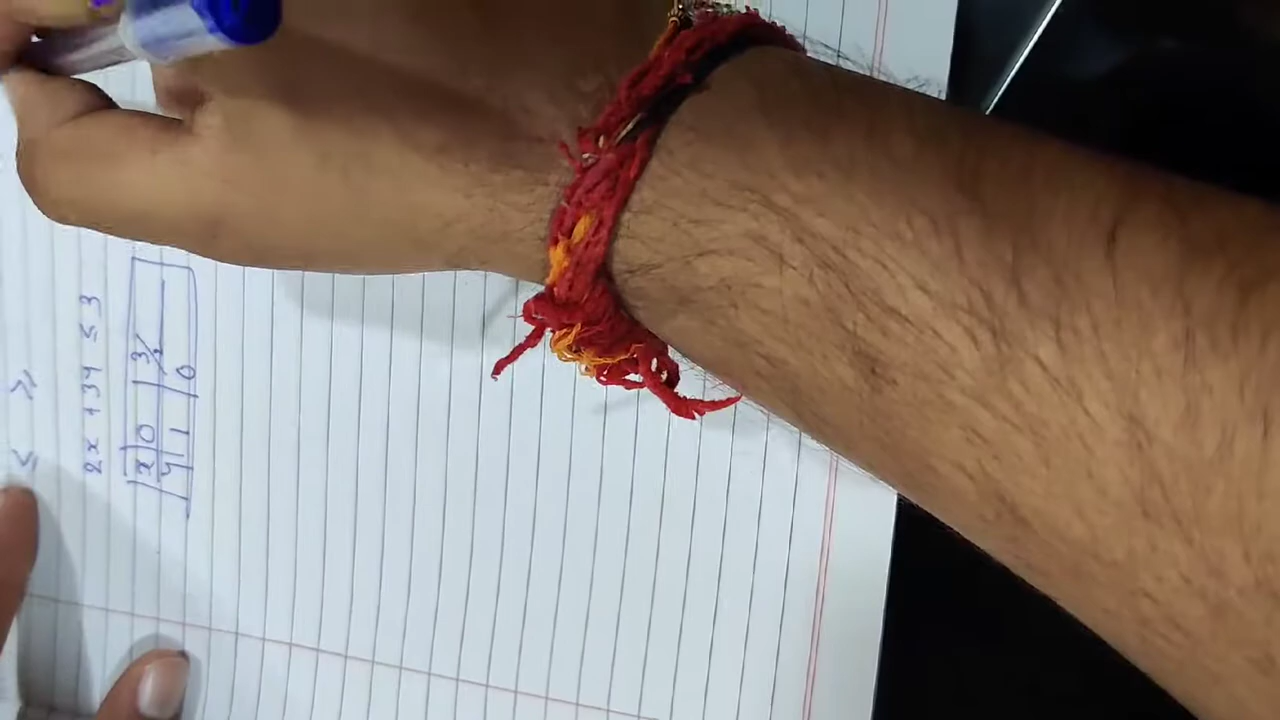 ≤ ≥
2x + 3y ≤ 3
x | 0 | 3/2
y | 1 | 0